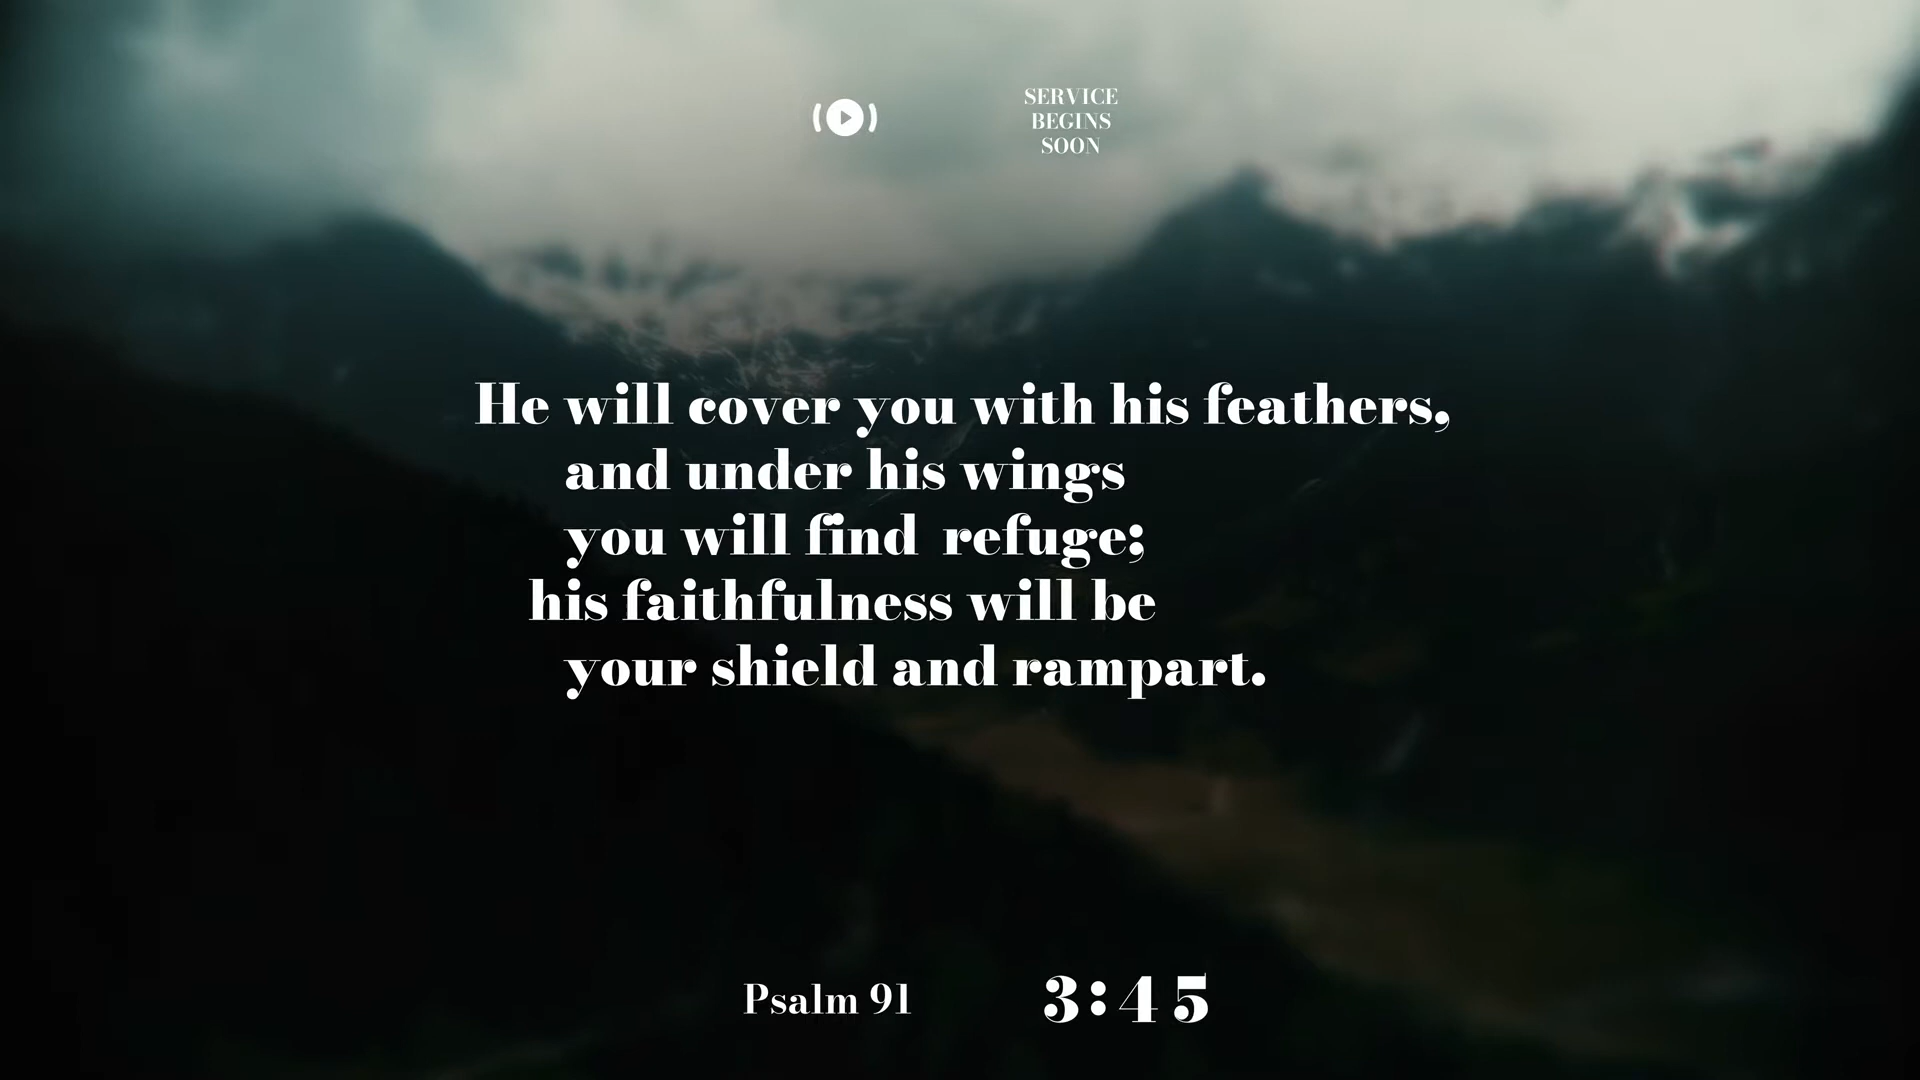 SERVICE
BEGINS
SOON
He will cover you with his feathers,
and under his wings
you will find refuge;
his faithfulness will be
your shield and rampart.
Psalm 91
3:45